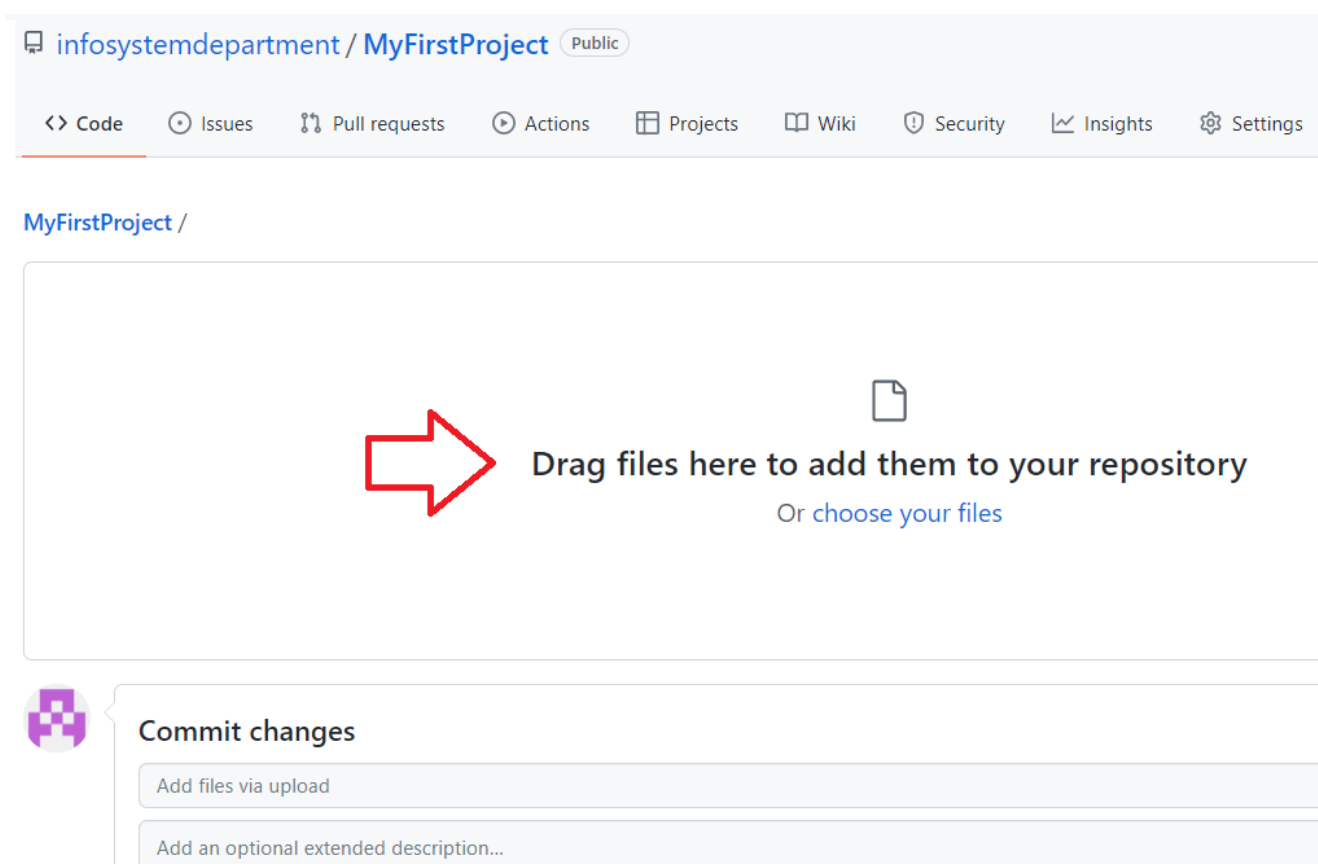 infosystemdepartment / MyFirstProject Public
Code Issues Pull requests Actions Projects Wiki Security Insights Settings
MyFirstProject /
Drag files here to add them to your repository
Or choose your files
Commit changes
Add files via upload
Add an optional extended description...